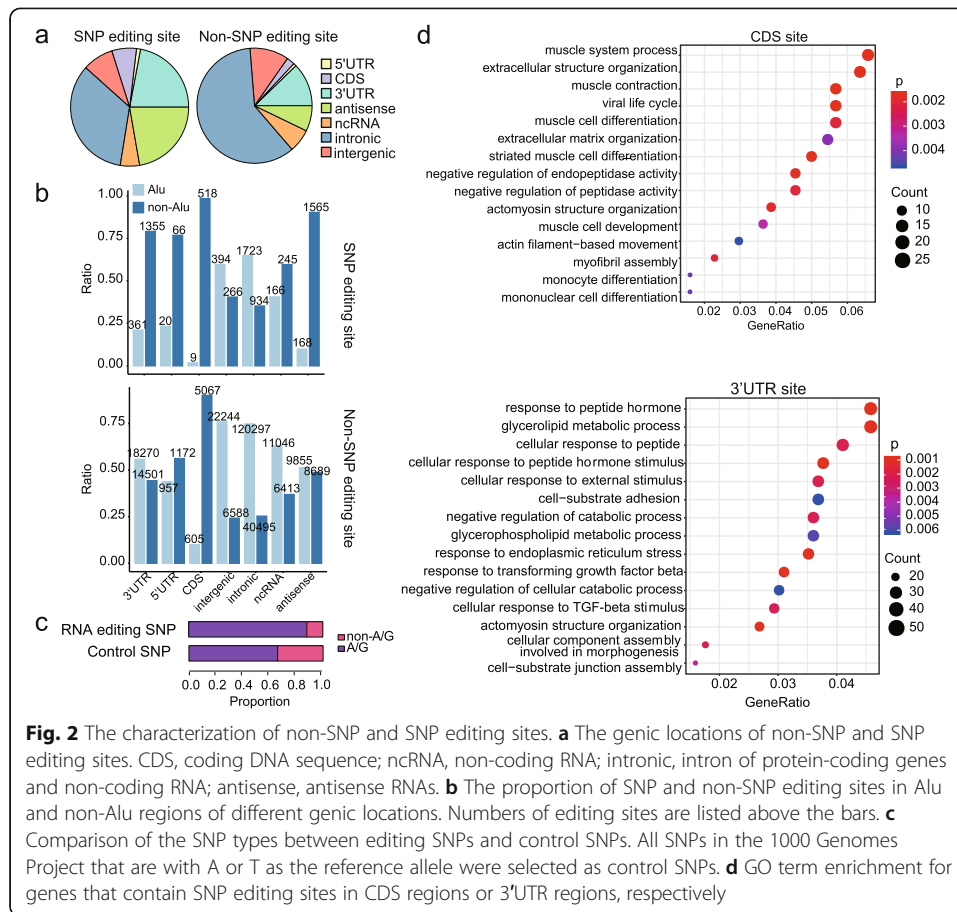 a
SNP editing site
Non-SNP editing site
5'UTR
CDS
3'UTR
antisense
ncRNA
intronic
intergenic
b
Alu
non-Alu
Ratio
1.00
0.75
0.50
0.25
0.00
361
1355
20
66
9
518
394
266
1723
934
166
245
168
1565
SNP editing site
Ratio
0.75
0.50
0.25
0.00
18270
14501
957
1172
605
5067
22244
6588
120297
40495
11046
6413
9855
8689
Non-SNP editing site
3'UTR
5'UTR
CDS
intergenic
intronic
ncRNA
antisense
c
RNA editing SNP
Control SNP
0.0 0.2 0.4 0.6 0.8 1.0
Proportion
non-A/G
A/G
d
CDS site
muscle system process
extracellular structure organization
muscle contraction
viral life cycle
muscle cell differentiation
extracellular matrix organization
striated muscle cell differentiation
negative regulation of endopeptidase activity
negative regulation of peptidase activity
actomyosin structure organization
muscle cell development
actin filament-based movement
myofibril assembly
monocyte differentiation
mononuclear cell differentiation
0.02 0.03 0.04 0.05 0.06
GeneRatio
p
0.002
0.003
0.004
Count
10
15
20
25
3'UTR site
response to peptide hormone
glycerolipid metabolic process
cellular response to peptide
cellular response to peptide hormone stimulus
cellular response to external stimulus
cell-substrate adhesion
negative regulation of catabolic process
glycerophospholipid metabolic process
response to endoplasmic reticulum stress
response to transforming growth factor beta
negative regulation of cellular catabolic process
cellular response to TGF-beta stimulus
actomyosin structure organization
cellular component assembly
involved in morphogenesis
cell-substrate junction assembly
0.02 0.04
GeneRatio
p
0.001
0.002
0.003
0.004
0.005
0.006
Count
20
30
40
50
Fig. 2 The characterization of non-SNP and SNP editing sites. a The genic locations of non-SNP and SNP
editing sites. CDS, coding DNA sequence; ncRNA, non-coding RNA; intronic, intron of protein-coding genes
and non-coding RNA; antisense, antisense RNAs. b The proportion of SNP and non-SNP editing sites in Alu
and non-Alu regions of different genic locations. Numbers of editing sites are listed above the bars. c
Comparison of the SNP types between editing SNPs and control SNPs. All SNPs in the 1000 Genomes
Project that are with A or T as the reference allele were selected as control SNPs. d GO term enrichment for
genes that contain SNP editing sites in CDS regions or 3'UTR regions, respectively